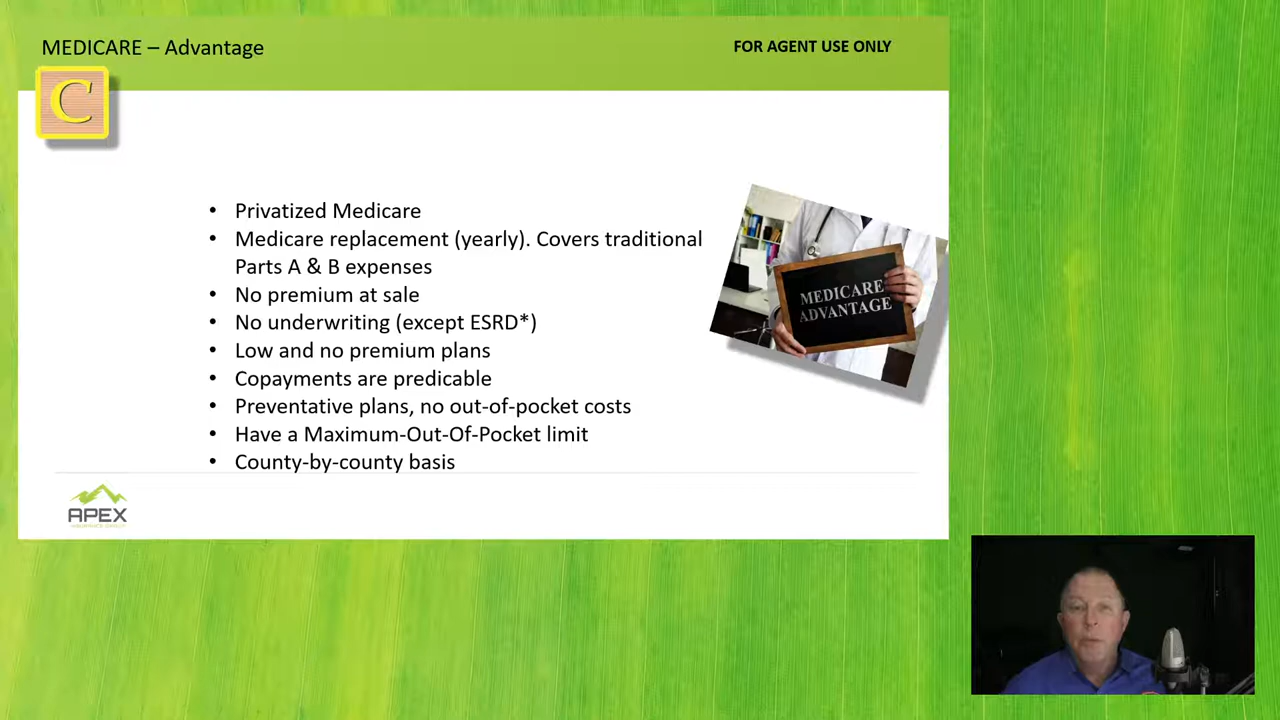 MEDICARE – Advantage
FOR AGENT USE ONLY
C
• Privatized Medicare
• Medicare replacement (yearly). Covers traditional
Parts A & B expenses
• No premium at sale
• No underwriting (except ESRD*)
• Low and no premium plans
• Copayments are predicable
• Preventative plans, no out-of-pocket costs
• Have a Maximum-Out-Of-Pocket limit
• County-by-county basis
MEDICARE
ADVANTAGE
APEX